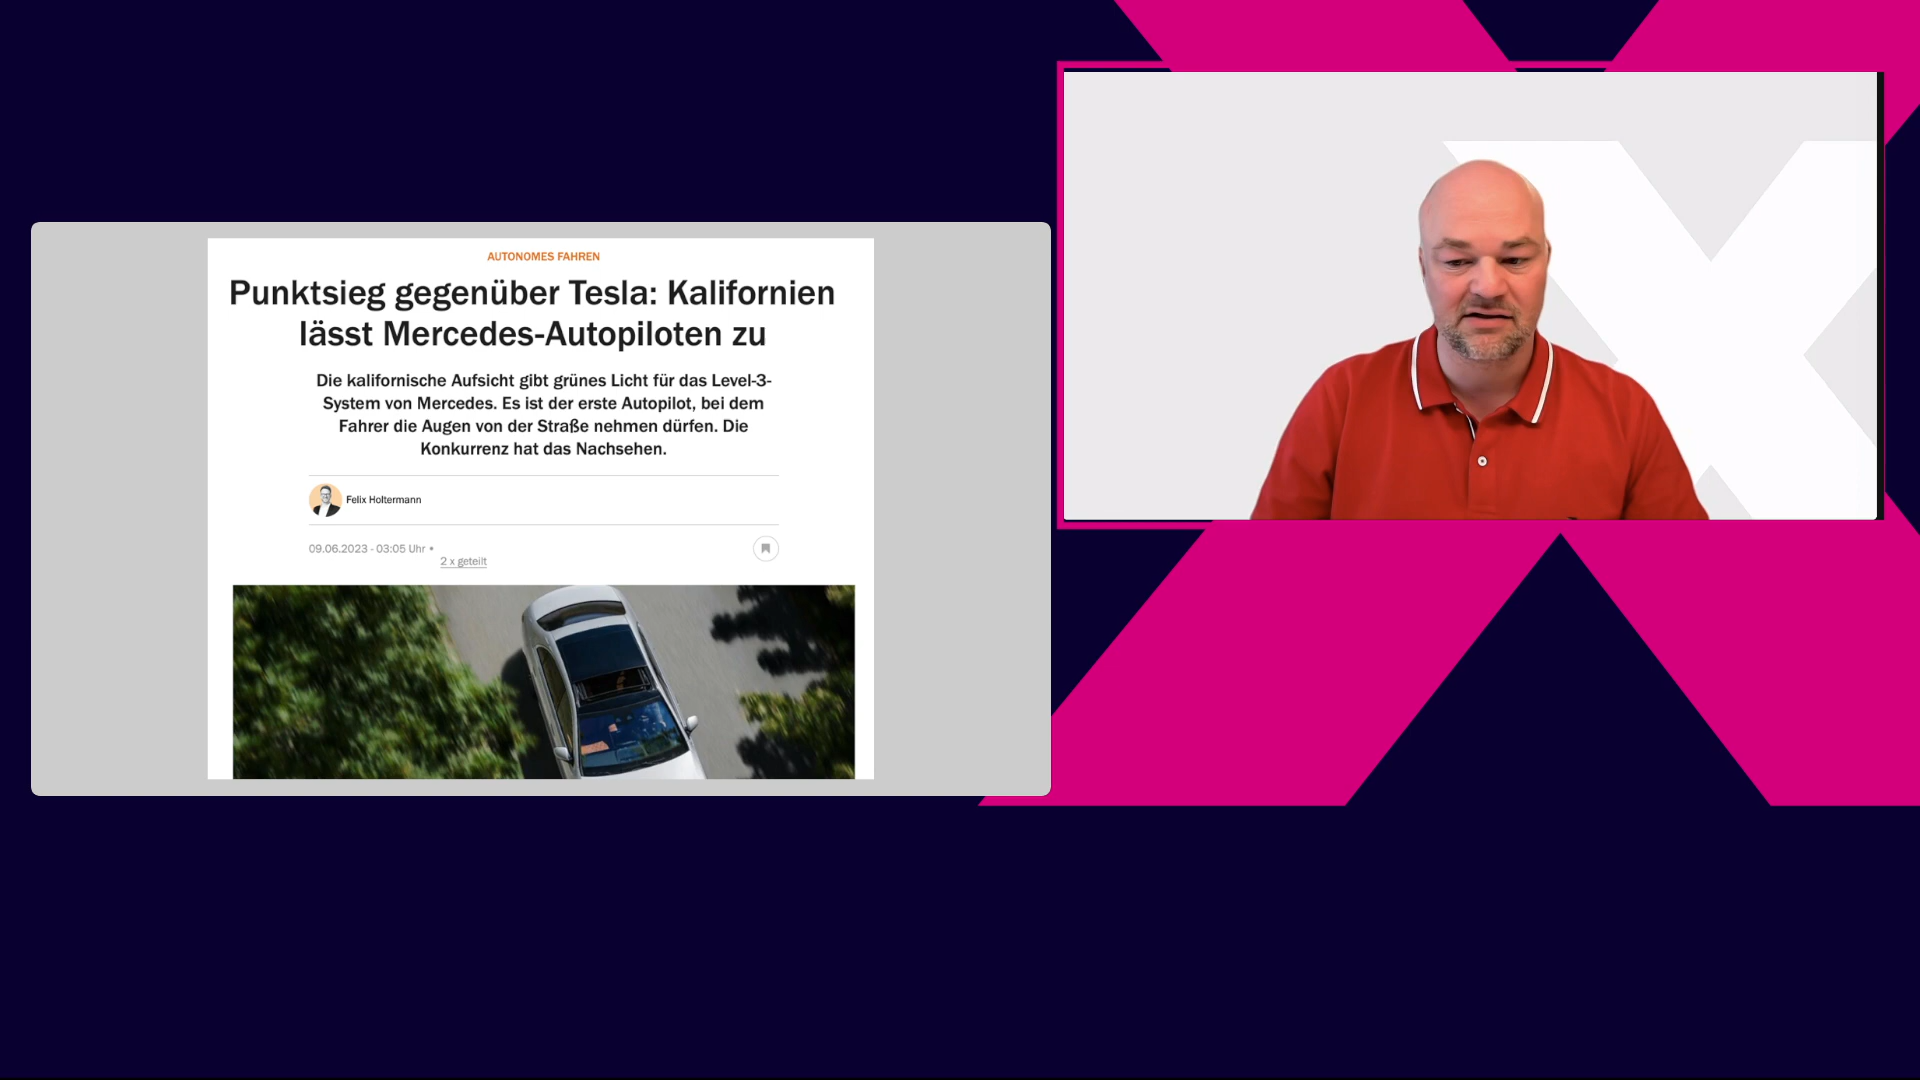 AUTONOMES FAHREN
Punktsieg gegenüber Tesla: Kalifornien
lässt Mercedes-Autopiloten zu
Die kalifornische Aufsicht gibt grünes Licht für das Level-3-
System von Mercedes. Es ist der erste Autopilot, bei dem
Fahrer die Augen von der Straße nehmen dürfen. Die
Konkurrenz hat das Nachsehen.
Felix Holtermann
09.06.2023 - 03:05 Uhr •
2 x geteilt